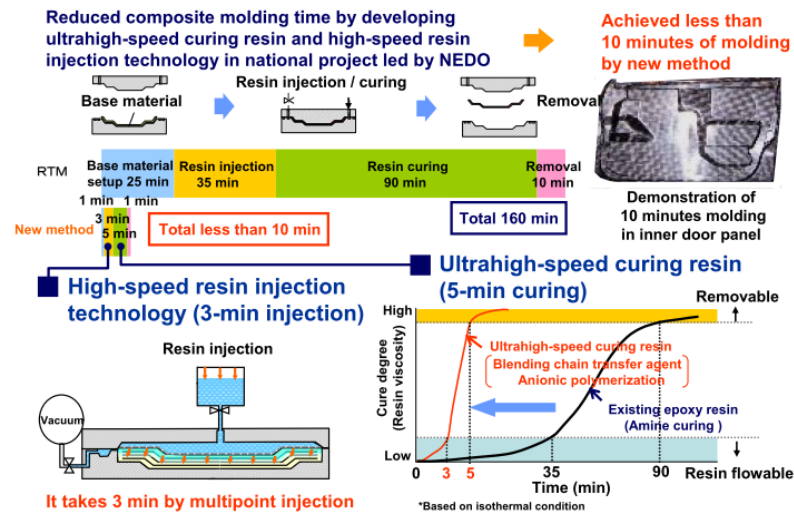 Reduced composite molding time by developing
ultrahigh-speed curing resin and high-speed resin
injection technology in national project led by NEDO
Achieved less than
10 minutes of molding
by new method
Base material
Resin injection / curing
Removal
RTM
Base material
setup 25 min
Resin injection
35 min
Resin curing
90 min
Removal
10 min
1 min
1 min
3 min
5 min
New method
Total less than 10 min
Total 160 min
Demonstration of
10 minutes molding
in inner door panel
High-speed resin injection
technology (3-min injection)
Resin injection
Vacuum
It takes 3 min by multipoint injection
Ultrahigh-speed curing resin
(5-min curing)
Removable
High
Cure degree
(Resin viscosity)
Low
Ultrahigh-speed curing resin
(Blending chain transfer agent
Anionic polymerization)
Existing epoxy resin
(Amine curing )
0
3
5
35
90
Resin flowable
Time (min)
*Based on isothermal condition